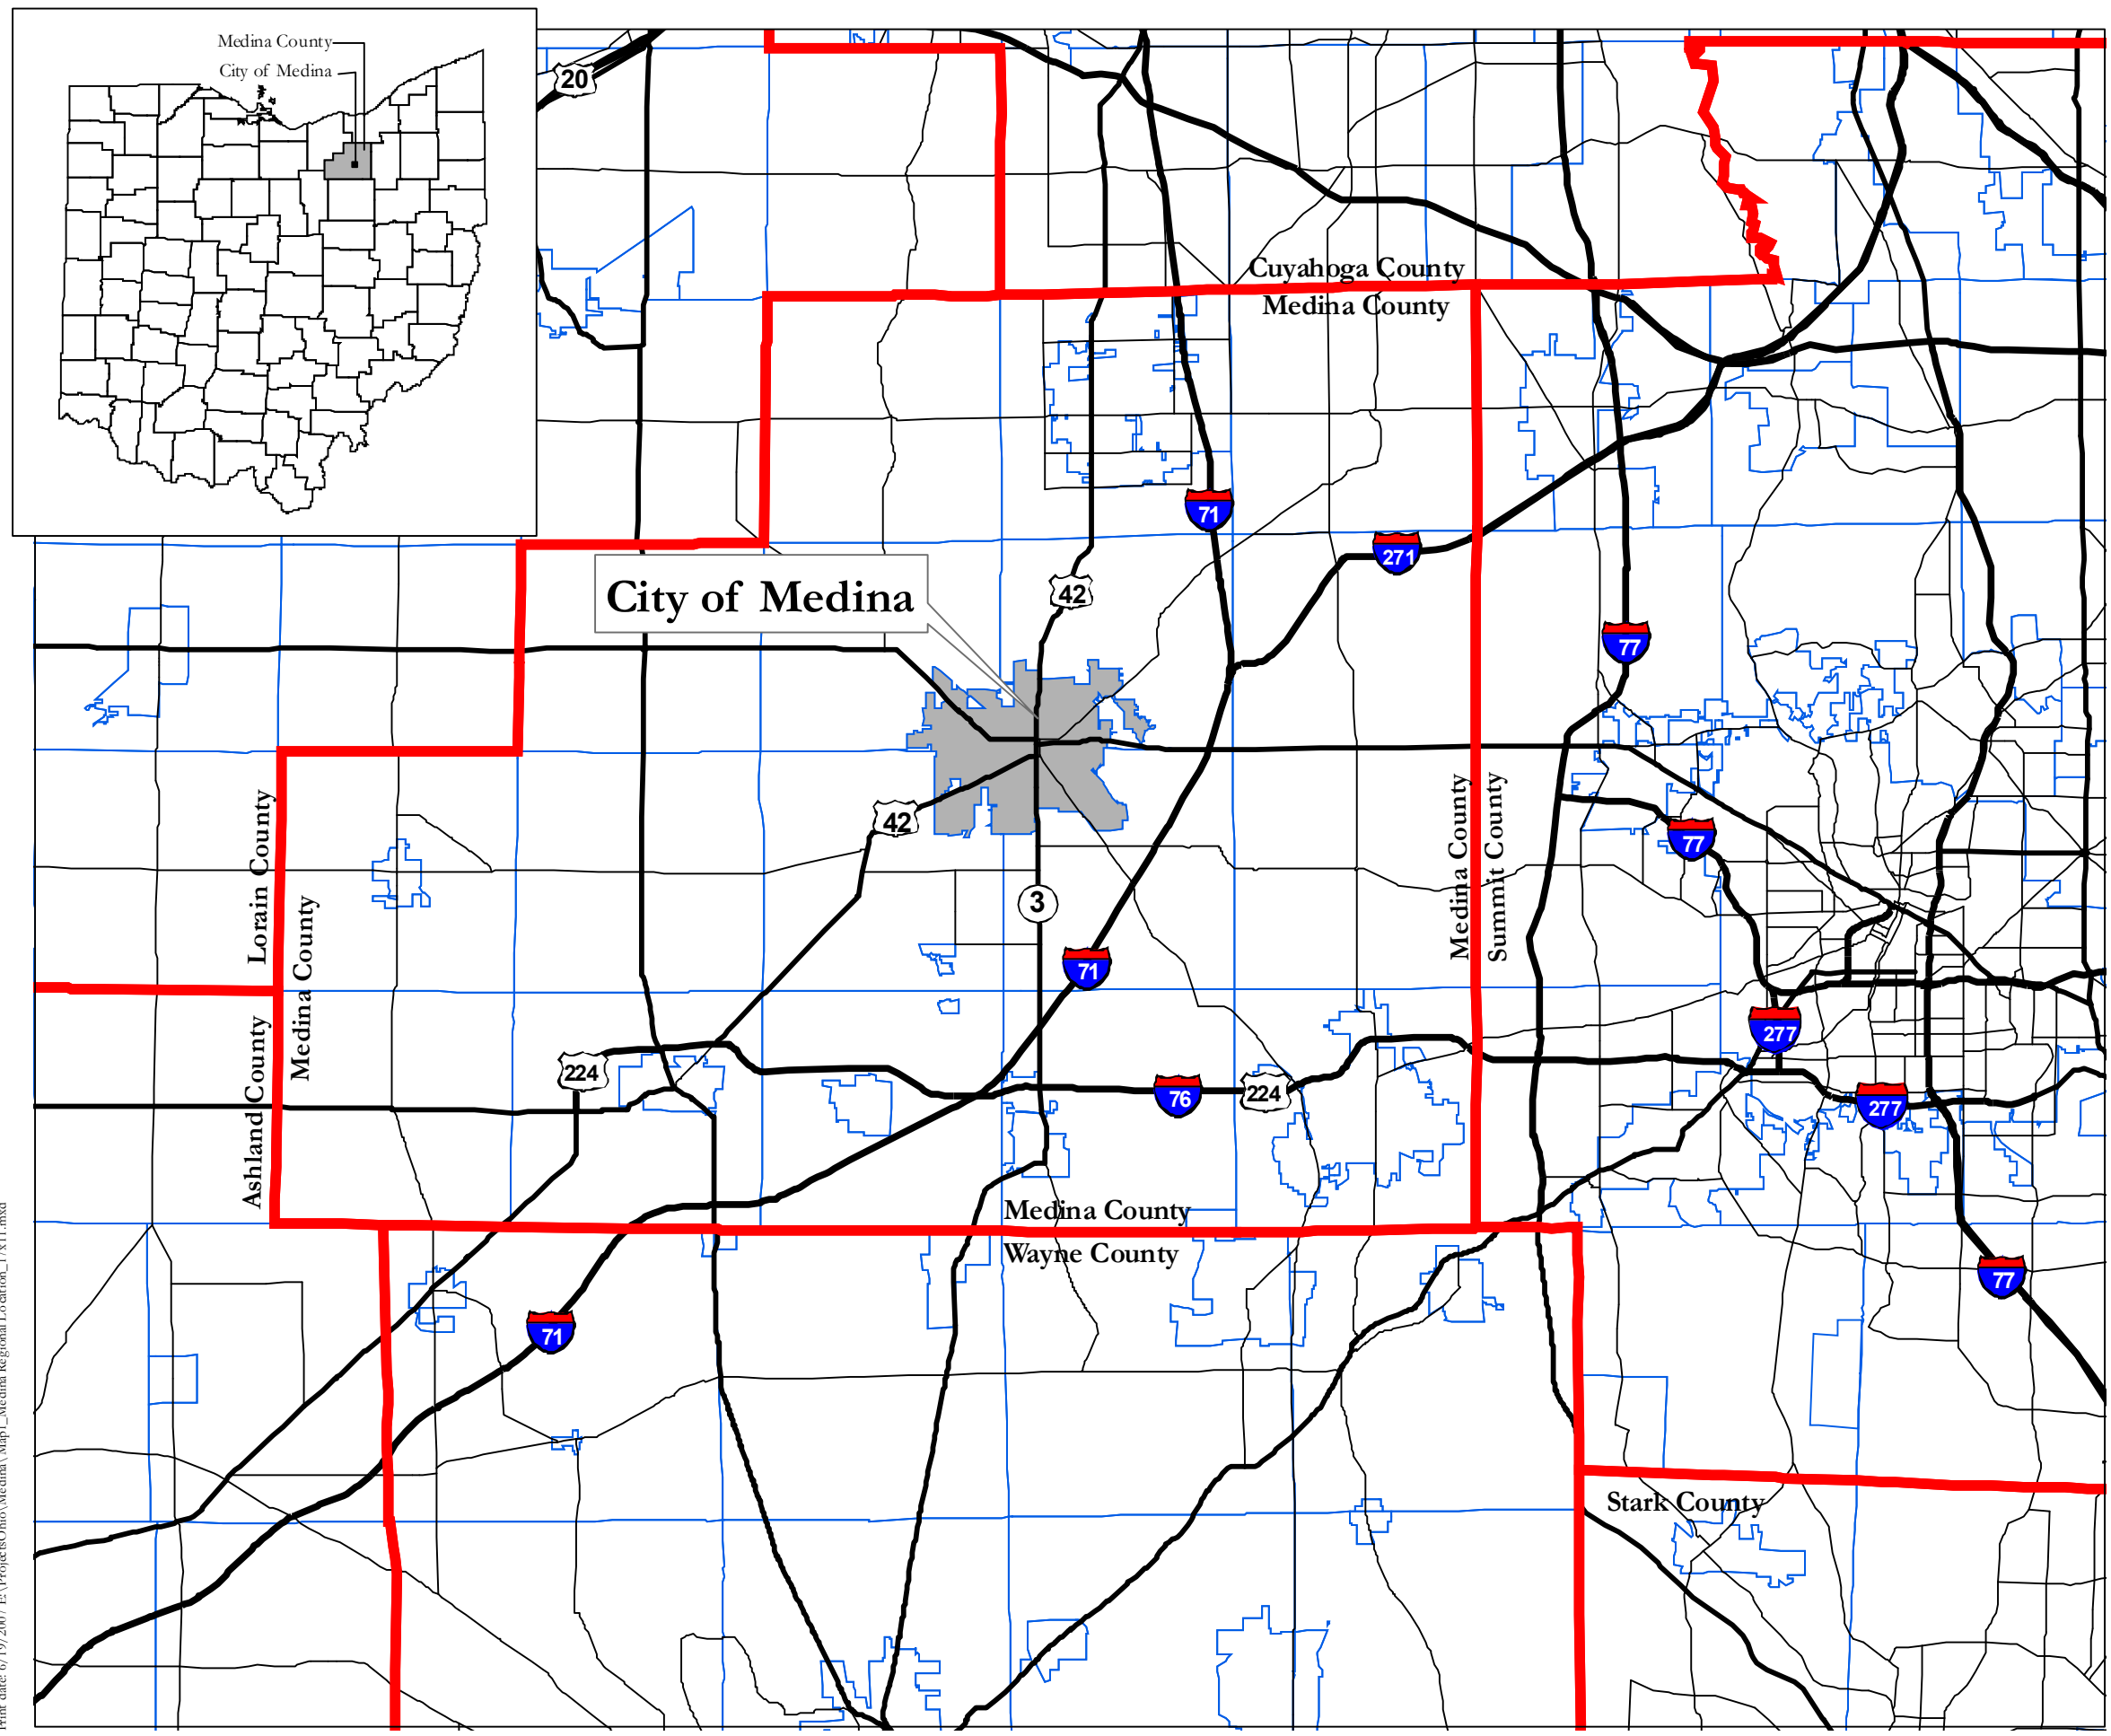 Medina County
City of Medina
20
Cuyahoga County
Medina County
71
271
City of Medina
42
77
42
77
Lorain County
Medina County
Medina County
Summit County
3
71
277
Ashland County
224
76
224
277
Medina County
Wayne County
77
71
Stark County